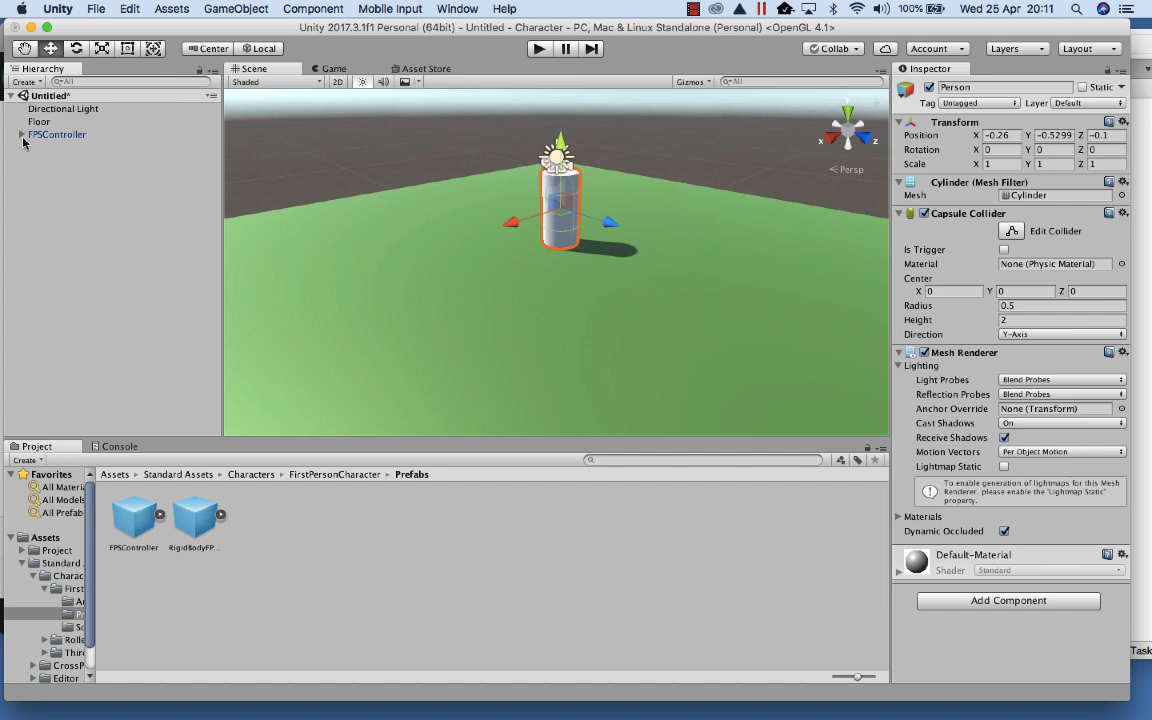 Unity File Edit Assets GameObject Component Mobile Input Window Help 100% Wed 25 Apr 20:11
Unity 2017.3.1f1 Personal (64bit) - Untitled - Character - PC, Mac & Linux Standalone (Personal) <OpenGL 4.1>
Center Local Collab Account Layers Layout
Hierarchy
Create All
Untitled*
Directional Light
Floor
FPSController
Scene Game Asset Store
Shaded 2D Gizmos All
x z
Persp
Inspector
Person Static
Tag Untagged Layer Default
Transform
Position X -0.26 Y -0.5299 Z -0.1
Rotation X 0 Y 0 Z 0
Scale X 1 Y 1 Z 1
Cylinder (Mesh Filter)
Mesh Cylinder
Capsule Collider
Edit Collider
Is Trigger
Material None (Physic Material)
Center
X 0 Y 0 Z 0
Radius 0.5
Height 2
Direction Y-Axis
Mesh Renderer
Lighting
Light Probes Blend Probes
Reflection Probes Blend Probes
Anchor Override None (Transform)
Cast Shadows On
Receive Shadows
Motion Vectors Per Object Motion
Lightmap Static
To enable generation of lightmaps for this Mesh
Renderer, please enable the 'Lightmap Static'
property.
Materials
Dynamic Occluded
Default-Material
Shader Standard
Add Component
Project Console
Create
Favorites
All Materi
All Models
All Prefab
Assets
Project
Standard
Charac
First
A
P
Sc
Rolle
Third
CrossP
Editor
Assets Standard Assets Characters FirstPersonCharacter Prefabs
FPSController RigidBodyFP...
Task